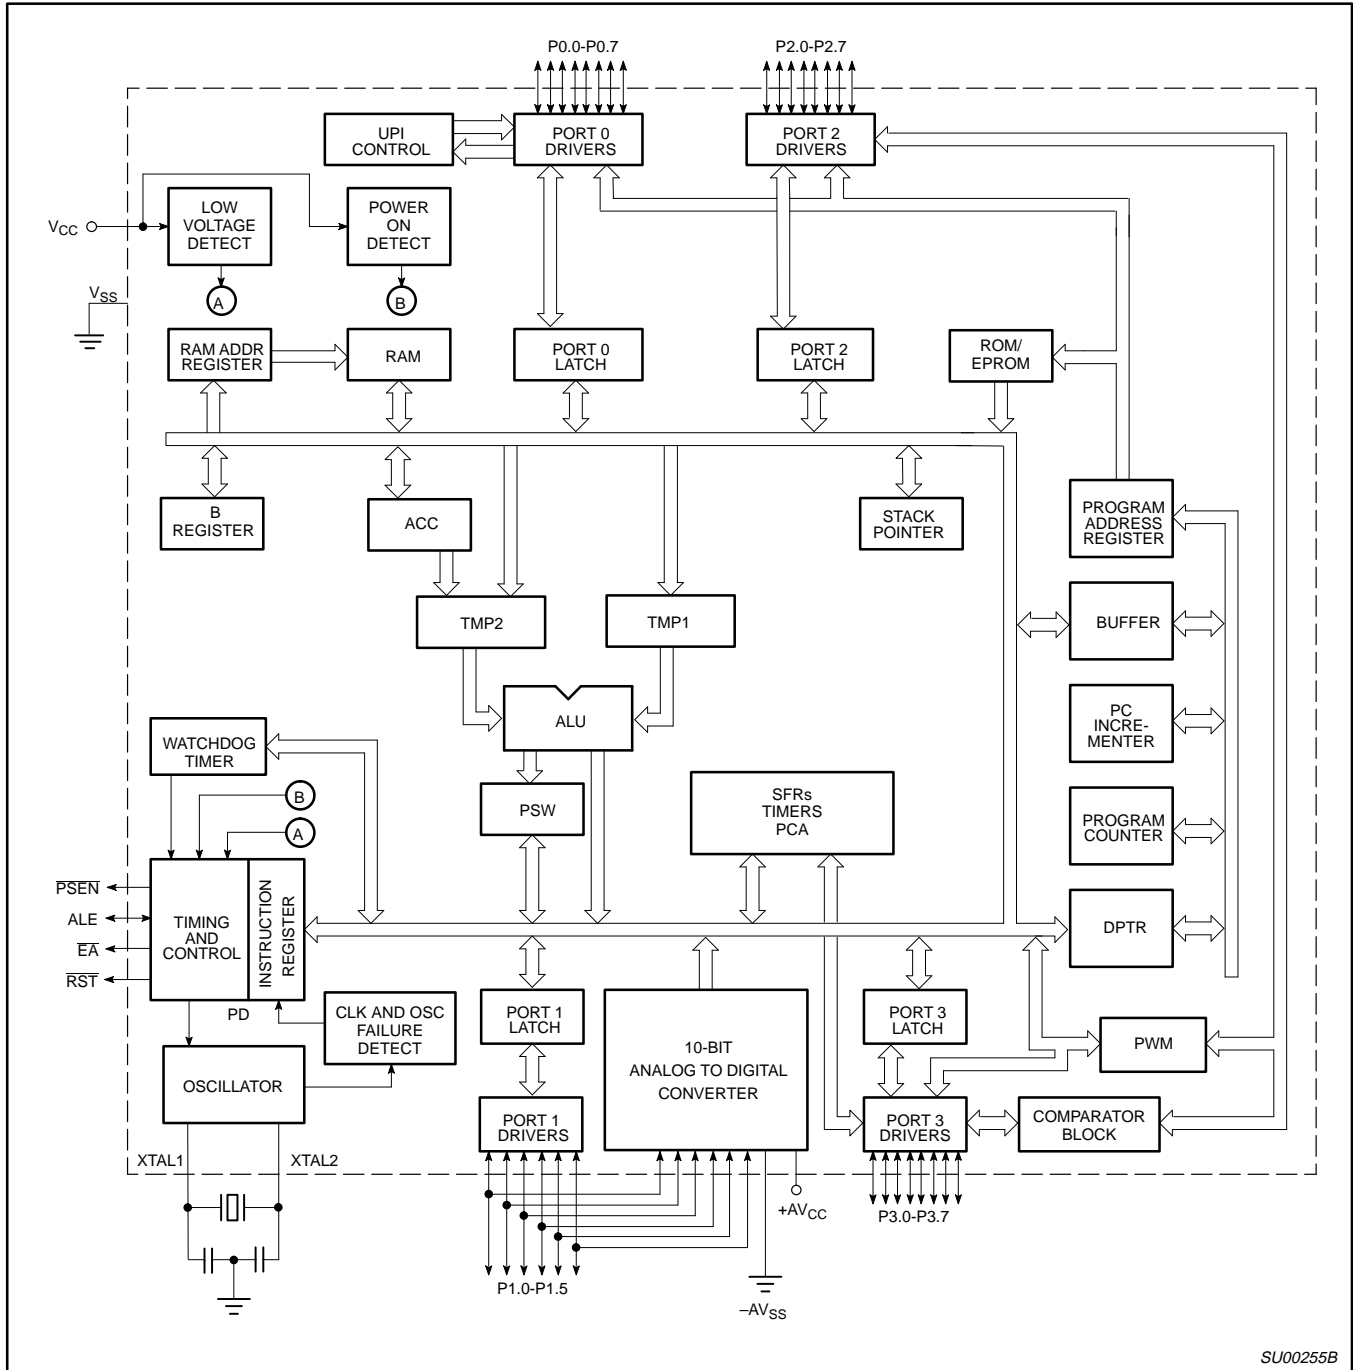 P0.0-P0.7
P2.0-P2.7
UPI
CONTROL
PORT 0
DRIVERS
PORT 2
DRIVERS
VCC
LOW
VOLTAGE
DETECT
POWER
ON
DETECT
VSS
A
B
RAM ADDR
REGISTER
RAM
PORT 0
LATCH
PORT 2
LATCH
ROM/
EPROM
B
REGISTER
ACC
STACK
POINTER
PROGRAM
ADDRESS
REGISTER
TMP2
TMP1
BUFFER
ALU
PC
INCRE-
MENTER
WATCHDOG
TIMER
B
A
PSW
SFRs
TIMERS
PCA
PROGRAM
COUNTER
PSEN
ALE
EA
RST
TIMING
AND
CONTROL
INSTRUCTION
REGISTER
DPTR
PD
CLK AND OSC
FAILURE
DETECT
PORT 1
LATCH
10-BIT
ANALOG TO DIGITAL
CONVERTER
PORT 3
LATCH
PWM
OSCILLATOR
PORT 1
DRIVERS
PORT 3
DRIVERS
COMPARATOR
BLOCK
XTAL1
XTAL2
+AVCC
P3.0-P3.7
P1.0-P1.5
–AVSS
SU00255B